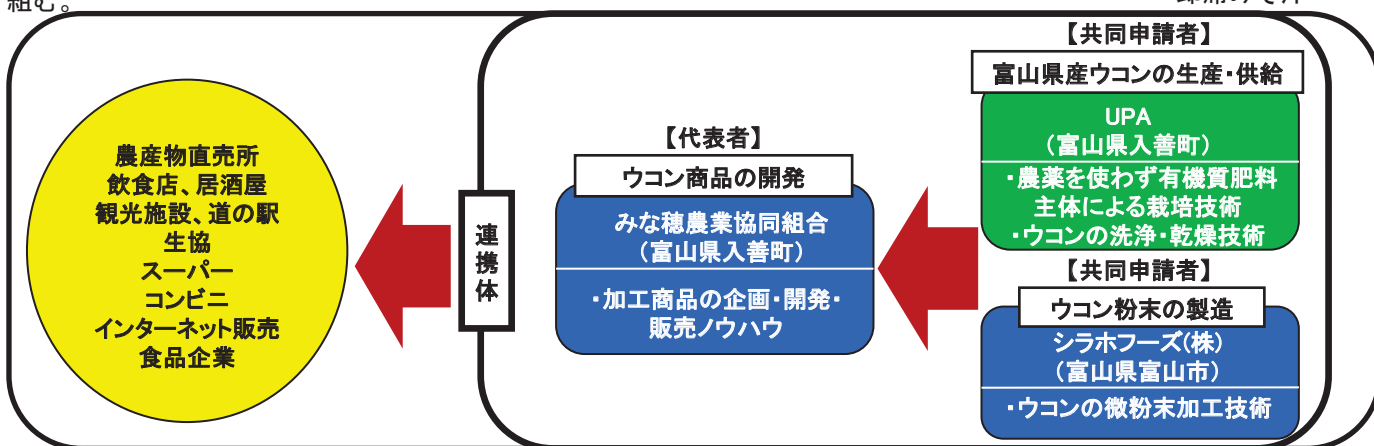 組む。
農産物直売所
飲食店、居酒屋
観光施設、道の駅
生協
スーパー
コンビニ
インターネット販売
食品企業
連携体
【代表者】
ウコン商品の開発
みな穂農業協同組合
(富山県入善町)
・加工商品の企画・開発・
販売ノウハウ
【共同申請者】
富山県産ウコンの生産・供給
UPA
(富山県入善町)
・農薬を使わず有機質肥料
主体による栽培技術
・ウコンの洗浄・乾燥技術
【共同申請者】
ウコン粉末の製造
シラホフーズ(株)
(富山県富山市)
・ウコンの微粉末加工技術